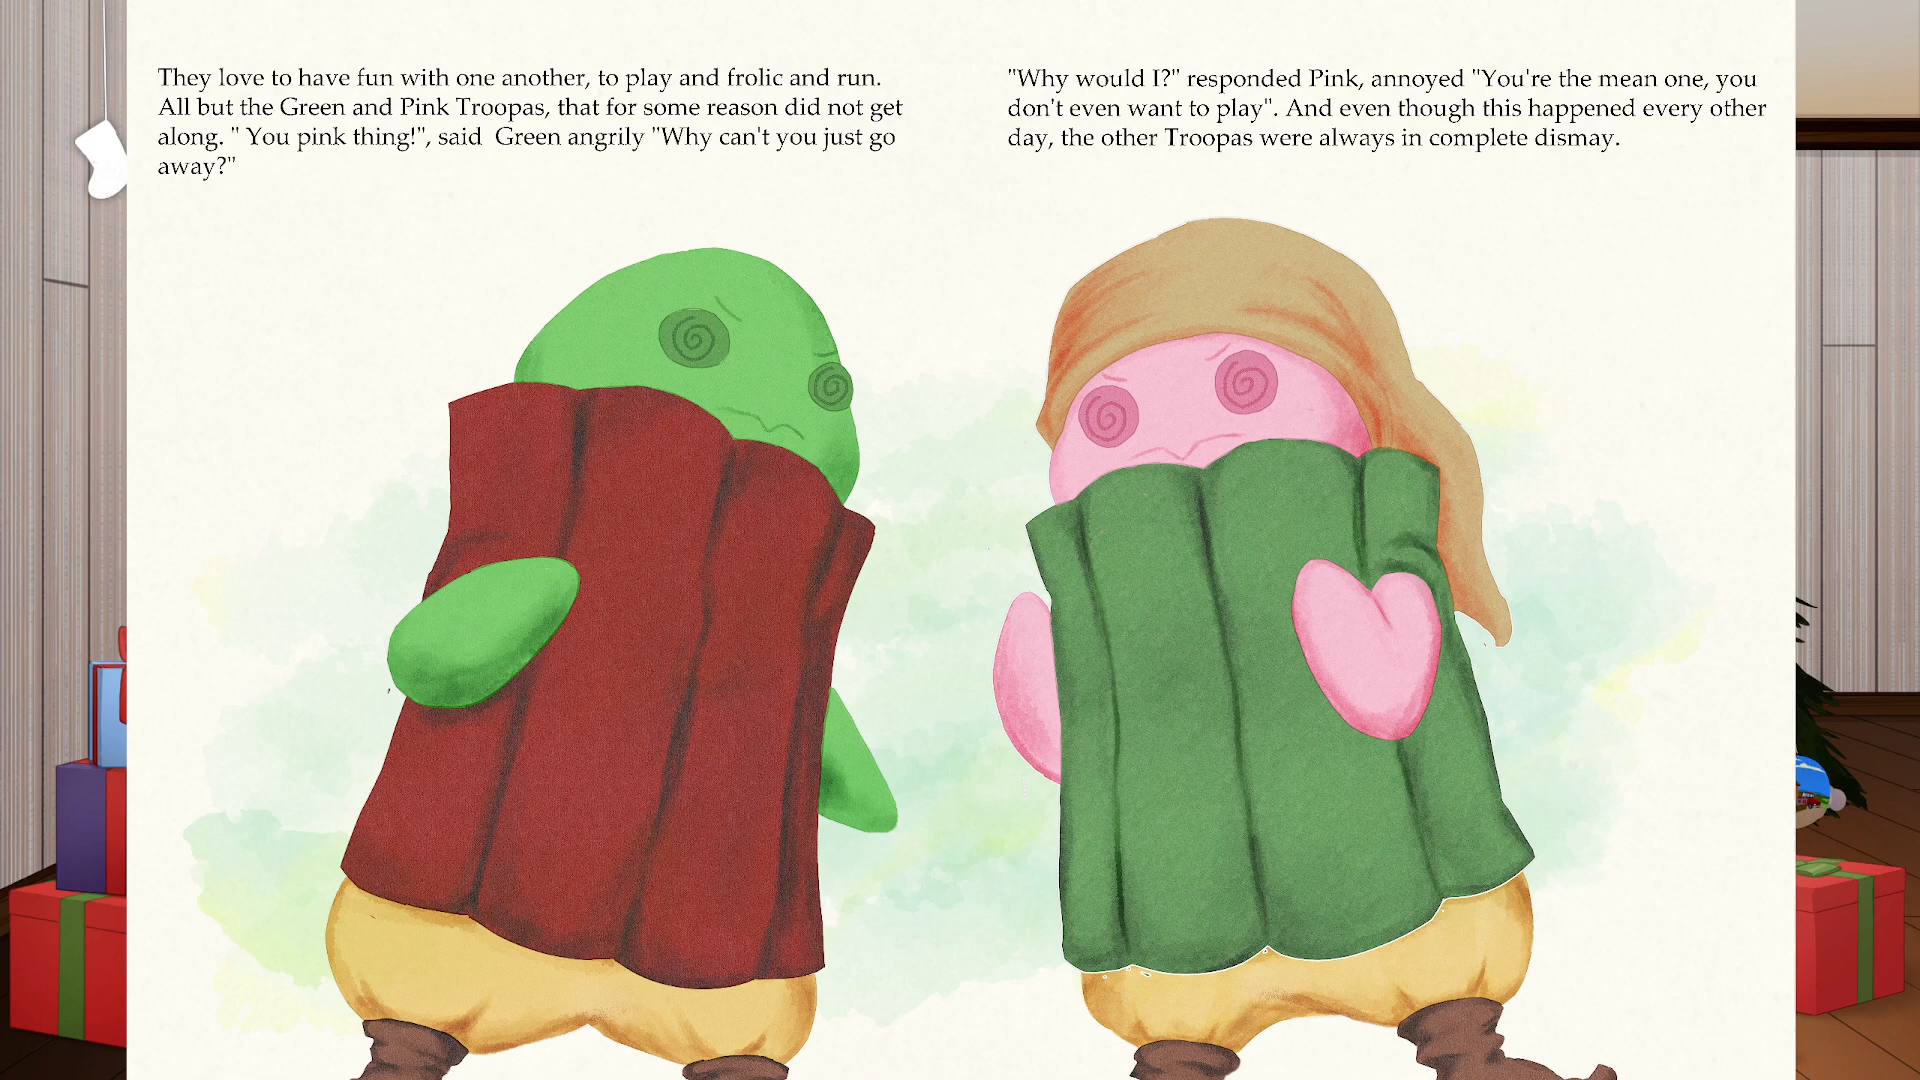 They love to have fun with one another, to play and frolic and run.
All but the Green and Pink Troopas, that for some reason did not get
along. " You pink thing!", said  Green angrily "Why can't you just go
away?"
"Why would I?" responded Pink, annoyed "You're the mean one, you
don't even want to play". And even though this happened every other
day, the other Troopas were always in complete dismay.